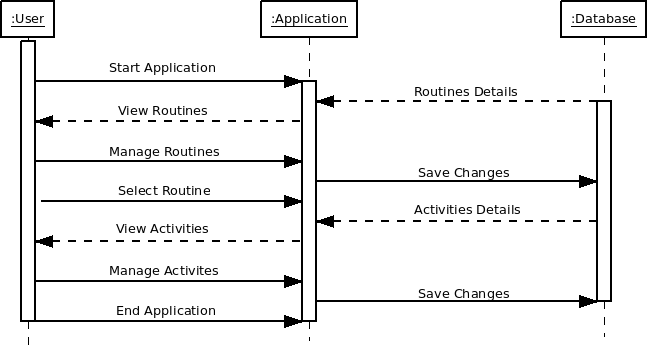 :User
:Application
:Database
Start Application
Routines Details
View Routines
Manage Routines
Save Changes
Select Routine
Activities Details
View Activities
Manage Activites
Save Changes
End Application